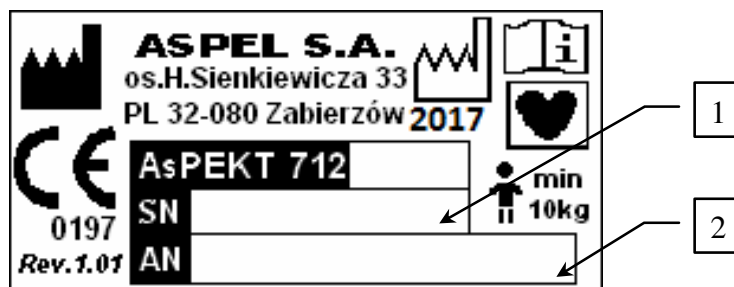 ASPEL S.A.
os.H.Sienkiewicza 33
PL 32-080 Zabierzów
2017
i
CE
0197
Rev.1.01
AsPEKT 712
SN
AN
min
10kg
1
2